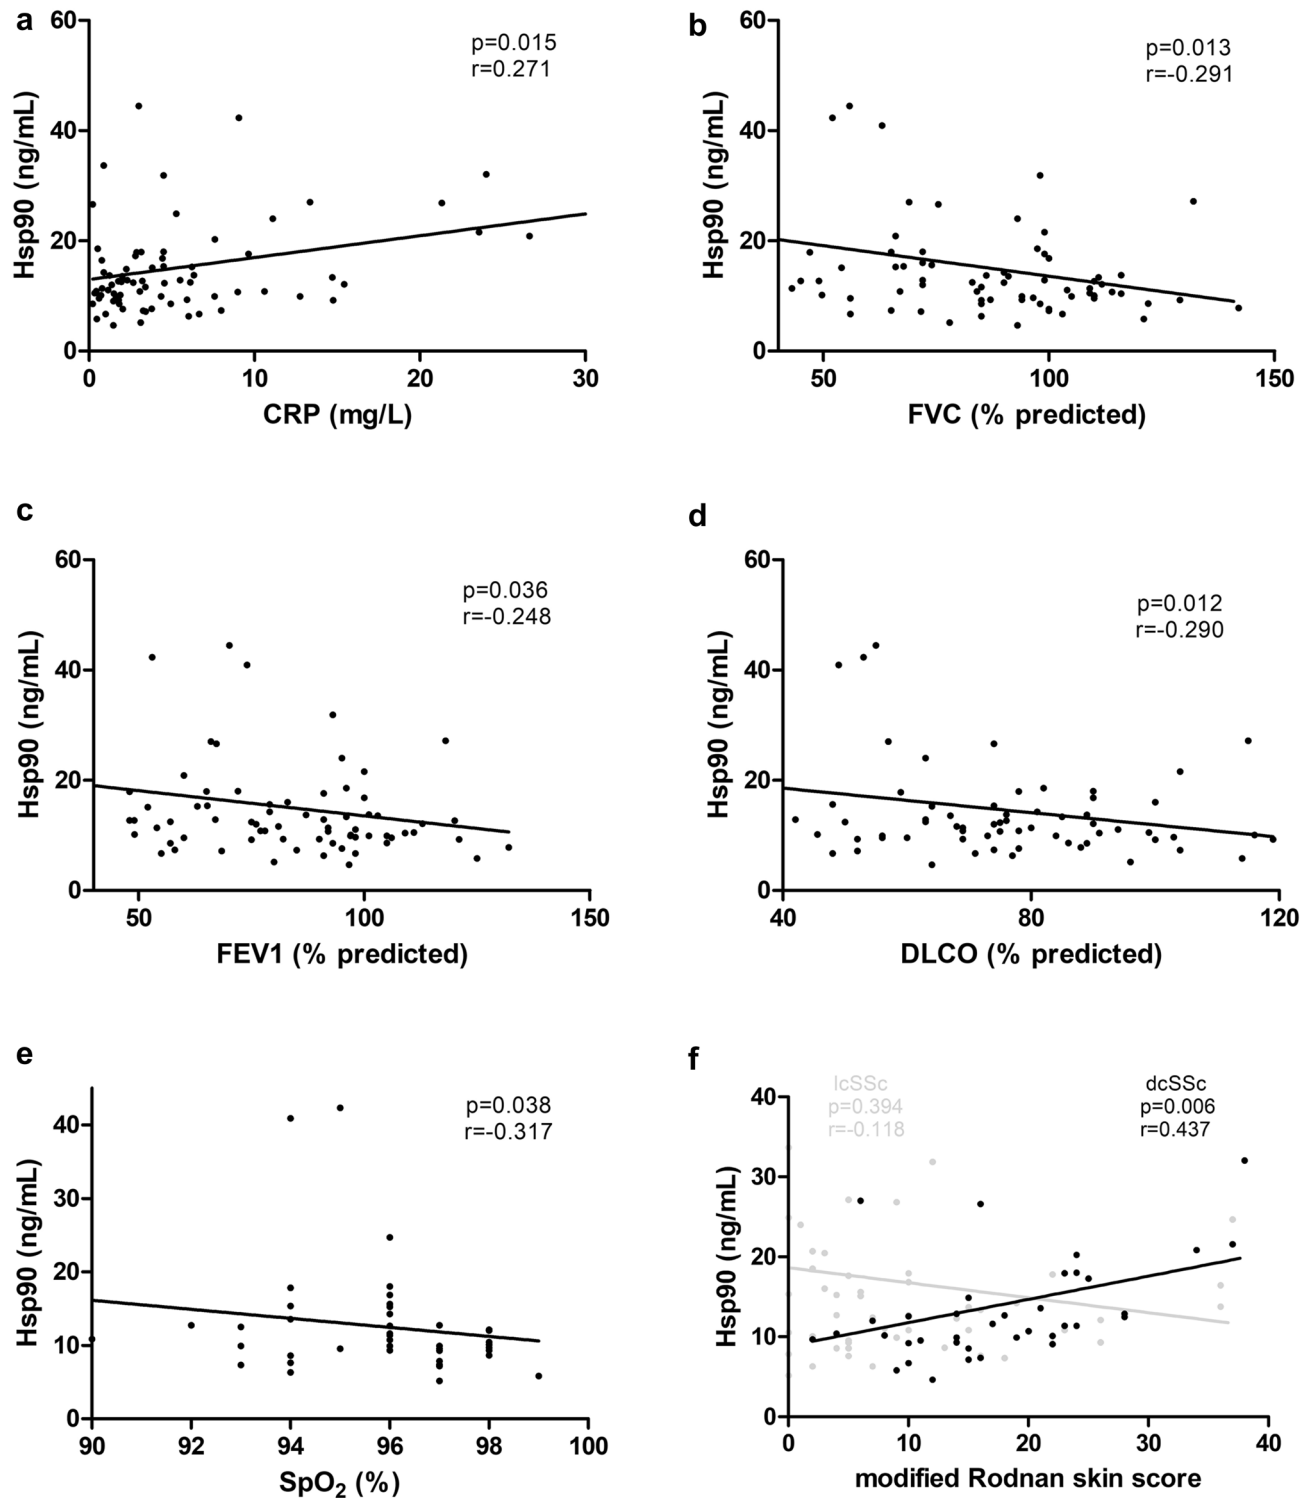 a
60
40
20
0
Hsp90 (ng/mL)
p=0.015
r=0.271
0 10 20 30
CRP (mg/L)
b
60
40
20
0
Hsp90 (ng/mL)
p=0.013
r=-0.291
50 100 150
FVC (% predicted)
c
60
40
20
0
Hsp90 (ng/mL)
p=0.036
r=-0.248
50 100 150
FEV1 (% predicted)
d
60
40
20
0
Hsp90 (ng/mL)
p=0.012
r=-0.290
40 80 120
DLCO (% predicted)
e
40
30
20
10
0
Hsp90 (ng/mL)
p=0.038
r=-0.317
90 92 94 96 98 100
SpO₂ (%)
f
40
30
20
10
0
Hsp90 (ng/mL)
lcSSc
p=0.394
r=-0.118
dcSSc
p=0.006
r=0.437
0 10 20 30 40
modified Rodnan skin score